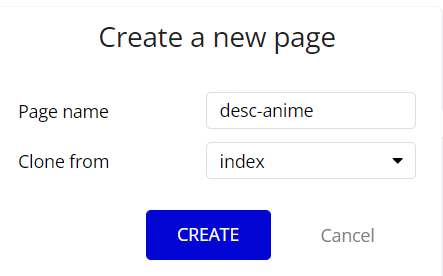 Create a new page
Page name desc-anime
Clone from index
CREATE Cancel